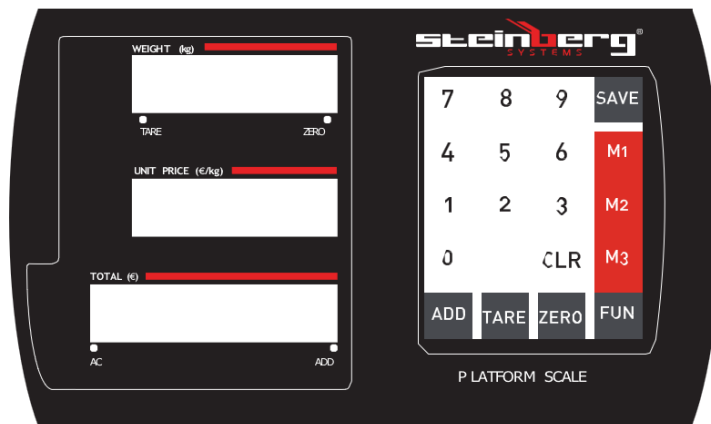 WEIGHT (kg)
TARE ZERO
UNIT PRICE (€/kg)
TOTAL (€)
AC ADD
steinberg®
SYSTEMS
7 8 9 SAVE
4 5 6 M1
1 2 3 M2
0 CLR M3
ADD TARE ZERO FUN
PLATFORM SCALE